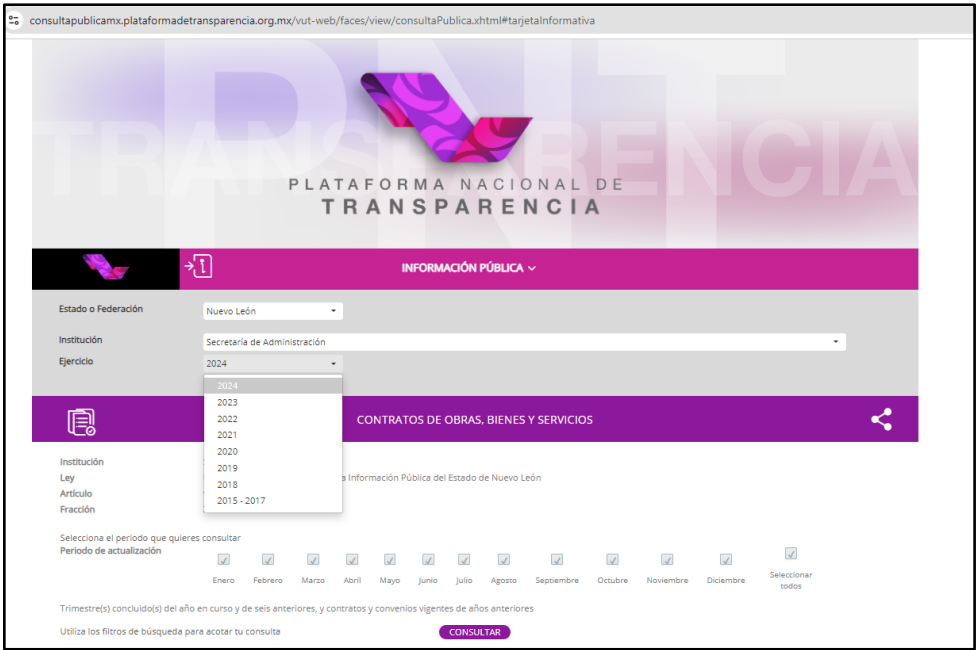 consultapublicamx.plataformadetransparencia.org.mx/vut-web/faces/view/consultaPublica.xhtml#tarjetaInformativa
PNT
TRANSPARENCIA
PLATAFORMA NACIONAL DE
TRANSPARENCIA
INFORMACIÓN PÚBLICA
Estado o Federación Nuevo León
Institución Secretaría de Administración
Ejercicio 2024
2024
2023
2022
2021
2020
2019
2018
2015 - 2017
CONTRATOS DE OBRAS, BIENES Y SERVICIOS
Institución
Ley a Información Pública del Estado de Nuevo León
Artículo
Fracción
Selecciona el periodo que quieres consultar
Periodo de actualización
Enero Febrero Marzo Abril Mayo Junio Julio Agosto Septiembre Octubre Noviembre Diciembre Seleccionar
todos
Trimestre(s) concluido(s) del año en curso y de seis anteriores, y contratos y convenios vigentes de años anteriores
Utiliza los filtros de búsqueda para acotar tu consulta CONSULTAR